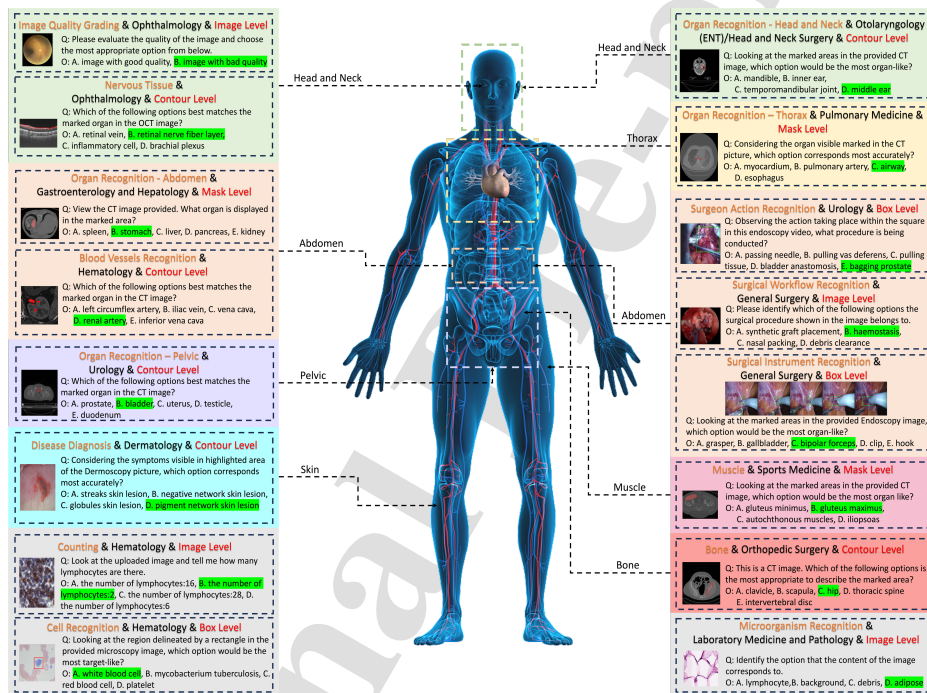 Image Quality Grading & Ophthalmology & Image Level
Q: Please evaluate the quality of the image and choose
the most appropriate option from below.
O: A. image with good quality, B. image with bad quality
Nervous Tissue &
Ophthalmology & Contour Level
Q: Which of the following options best matches the
marked organ in the OCT image?
O: A. retinal vein, B. retinal nerve fiber layer,
C. inflammatory cell, D. brachial plexus
Organ Recognition - Abdomen &
Gastroenterology and Hepatology & Mask Level
Q: View the CT image provided. What organ is displayed
in the marked area?
O: A. spleen, B. stomach, C. liver, D. pancreas, E. kidney
Blood Vessels Recognition &
Hematology & Contour Level
Q: Which of the following options best matches the
marked organ in the CT image?
O: A. left circumflex artery, B. iliac vein, C. vena cava,
D. renal artery, E. inferior vena cava
Organ Recognition – Pelvic &
Urology & Contour Level
Q: Which of the following options best matches the marked
organ in the CT image?
O: A. prostate, B. bladder, C. uterus, D. testicle,
E. duodenum
Disease Diagnosis & Dermatology & Contour Level
Q: Considering the symptoms visible in highlighted area
of the Dermoscopy picture, which option corresponds
most accurately?
O: A. streaks skin lesion, B. negative network skin lesion,
C. globules skin lesion, D. pigment network skin lesion
Counting & Hematology & Image Level
Q: Look at the uploaded image and tell me how many
lymphocytes are there.
O: A. the number of lymphocytes:16, B. the number of
lymphocytes:2, C. the number of lymphocytes:28, D.
the number of lymphocytes:6
Cell Recognition & Hematology & Box Level
Q: Looking at the region delineated by a rectangle in the
provided microscopy image, which option would be the
most target-like?
O: A. white blood cell, B. mycobacterium tuberculosis, C.
red blood cell, D. platelet
Head and Neck
Abdomen
Pelvic
Skin
Head and Neck
Thorax
Abdomen
Muscle
Bone
Organ Recognition - Head and Neck & Otolaryngology
(ENT)/Head and Neck Surgery & Contour Level
Q: Looking at the marked areas in the provided CT
image, which option would be the most organ-like?
O: A. mandible, B. inner ear,
C. temporomandibular joint, D. middle ear
Organ Recognition – Thorax & Pulmonary Medicine &
Mask Level
Q: Considering the organ visible marked in the CT
picture, which option corresponds most accurately?
O: A. myocardium, B. pulmonary artery, C. airway,
D. esophagus
Surgeon Action Recognition & Urology & Box Level
Q: Observing the action taking place within the square
in this endoscopy video, what procedure is being
conducted?
O: A. passing needle, B. pulling vas deferens, C. pulling
tissue, D. bladder anastomosis, E. bagging prostate
Surgical Workflow Recognition &
General Surgery & Image Level
Q: Please identify which of the following options the
surgical procedure shown in the image belongs to.
O: A. synthetic graft placement, B. haemostasis,
C. nasal packing, D. debris clearance
Surgical Instrument Recognition &
General Surgery & Box Level
Q: Looking at the marked areas in the provided Endoscopy image,
which option would be the most organ-like?
O: A. grasper, B. gallbladder, C. bipolar forceps, D. clip, E. hook
Muscle & Sports Medicine & Mask Level
Q: Looking at the marked areas in the provided CT
image, which option would be the most organ like?
O: A. gluteus minimus, B. gluteus maximus,
C. autochthonous muscles, D. iliopsoas
Bone & Orthopedic Surgery & Contour Level
Q: This is a CT image. Which of the following options is
the most appropriate to describe the marked area?
O: A. clavicle, B. scapula, C. hip, D. thoracic spine
E. intervertebral disc
Microorganism Recognition &
Laboratory Medicine and Pathology & Image Level
Q: Identify the option that the content of the image
corresponds to.
O: A. lymphocyte,B. background, C. debris, D. adipose